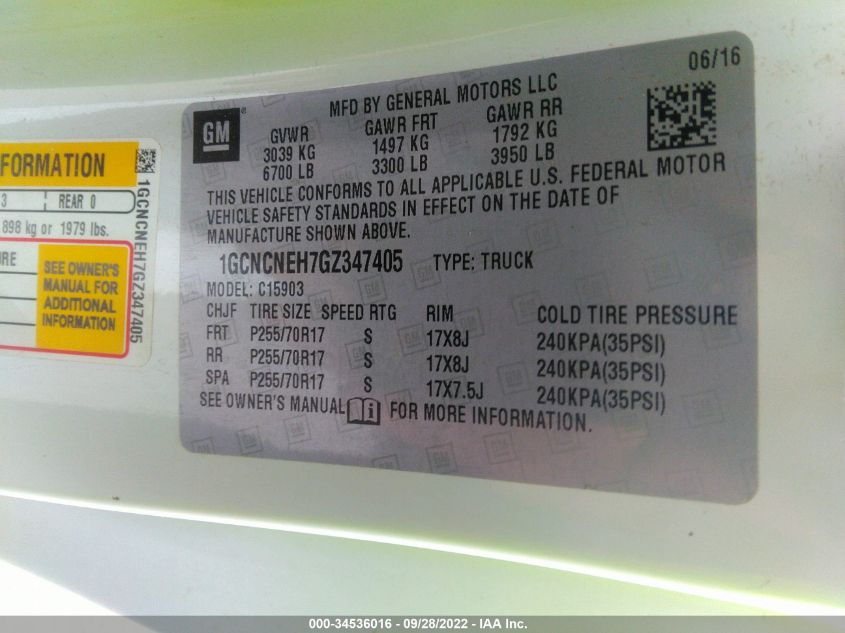 FORMATION
3 REAR 0
898 kg or 1979 lbs.
URE
SEE OWNER'S
MANUAL FOR
ADDITIONAL
INFORMATION
1GCNCNEH7GZ347405
06/16
GM
MFD BY GENERAL MOTORS LLC
GVWR GAWR FRT GAWR RR
3039 KG 1497 KG 1792 KG
6700 LB 3300 LB 3950 LB
THIS VEHICLE CONFORMS TO ALL APPLICABLE U.S. FEDERAL MOTOR
VEHICLE SAFETY STANDARDS IN EFFECT ON THE DATE OF
MANUFACTURE SHOWN ABOVE.
1GCNCNEH7GZ347405 TYPE: TRUCK
MODEL: C15903
CHJF TIRE SIZE SPEED RTG RIM COLD TIRE PRESSURE
FRT P255/70R17 S 17X8J 240KPA(35PSI)
RR P255/70R17 S 17X8J 240KPA(35PSI)
SPA P255/70R17 S 17X7.5J 240KPA(35PSI)
SEE OWNER'S MANUAL FOR MORE INFORMATION.
000-34536016 - 09/28/2022 - IAA Inc.